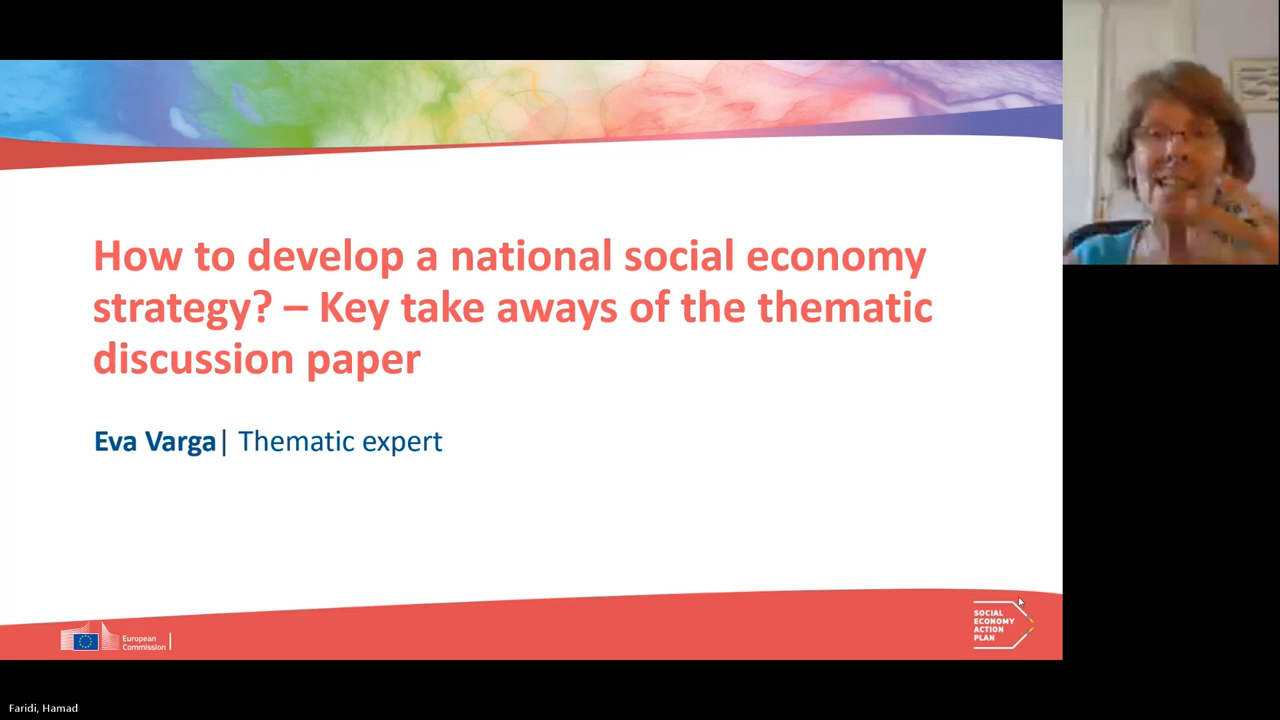 How to develop a national social economy
strategy? – Key take aways of the thematic
discussion paper
Eva Varga| Thematic expert
European
Commission
SOCIAL
ECONOMY
ACTION
PLAN
Faridi, Hamad